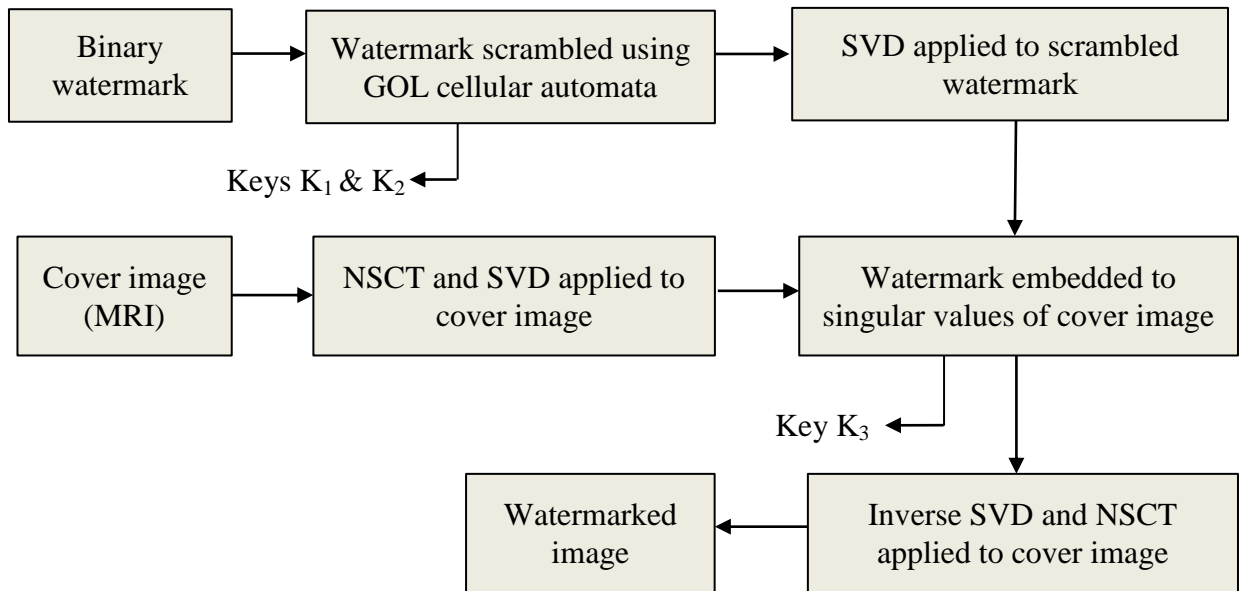 Binary
watermark
Watermark scrambled using
GOL cellular automata
SVD applied to scrambled
watermark
Keys K₁ & K₂
Cover image
(MRI)
NSCT and SVD applied to
cover image
Watermark embedded to
singular values of cover image
Key K₃
Watermarked
image
Inverse SVD and NSCT
applied to cover image